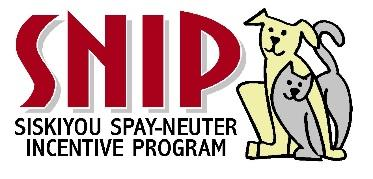 SNIP
SISKIYOU SPAY-NEUTER
INCENTIVE PROGRAM